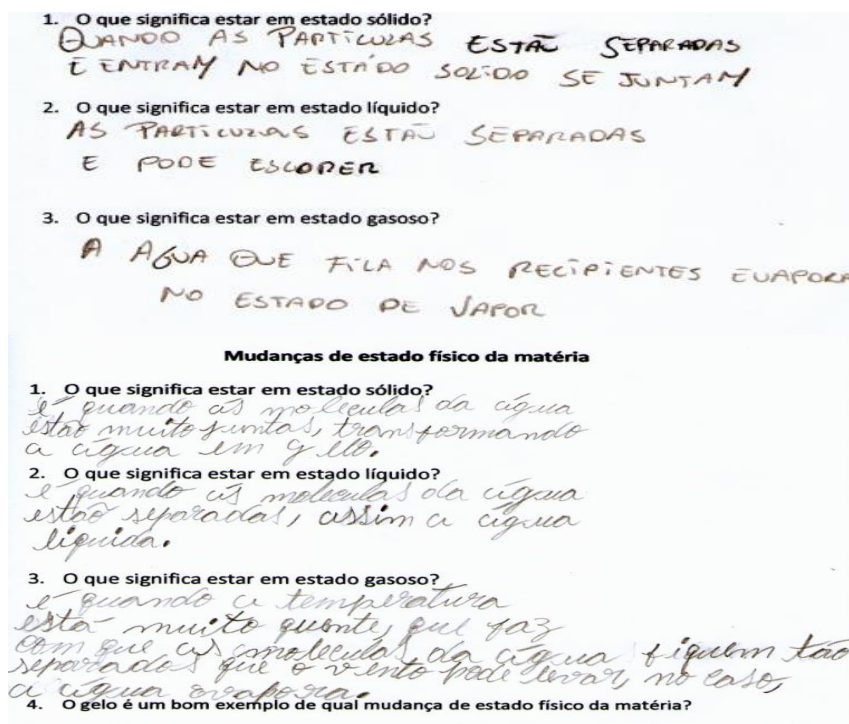 1. O que significa estar em estado sólido?
QUANDO AS PARTICULAS ESTAÕ SEPARADAS
E ENTRAM NO ESTADO SOLIDO SE JUNTAM
2. O que significa estar em estado líquido?
AS PARTICULAS ESTAÕ SEPARADAS
E PODE ESCORER
3. O que significa estar em estado gasoso?
A AGUA QUE FICA NOS RECIPIENTES EVAPORA
NO ESTADO DE VAPOR
Mudanças de estado físico da matéria
1. O que significa estar em estado sólido?
é quando as moleculas da água
estão muito juntas, transformando
a água em gelo.
2. O que significa estar em estado líquido?
é quando as moleculas da água
estão separadas, assim a água
liquida.
3. O que significa estar em estado gasoso?
é quando a temperatura
está muito quente, que faz
com que as moleculas da água fiquem tão
separadas que o vento pode levar, no caso,
a água evapora.
4. O gelo é um bom exemplo de qual mudança de estado físico da matéria?